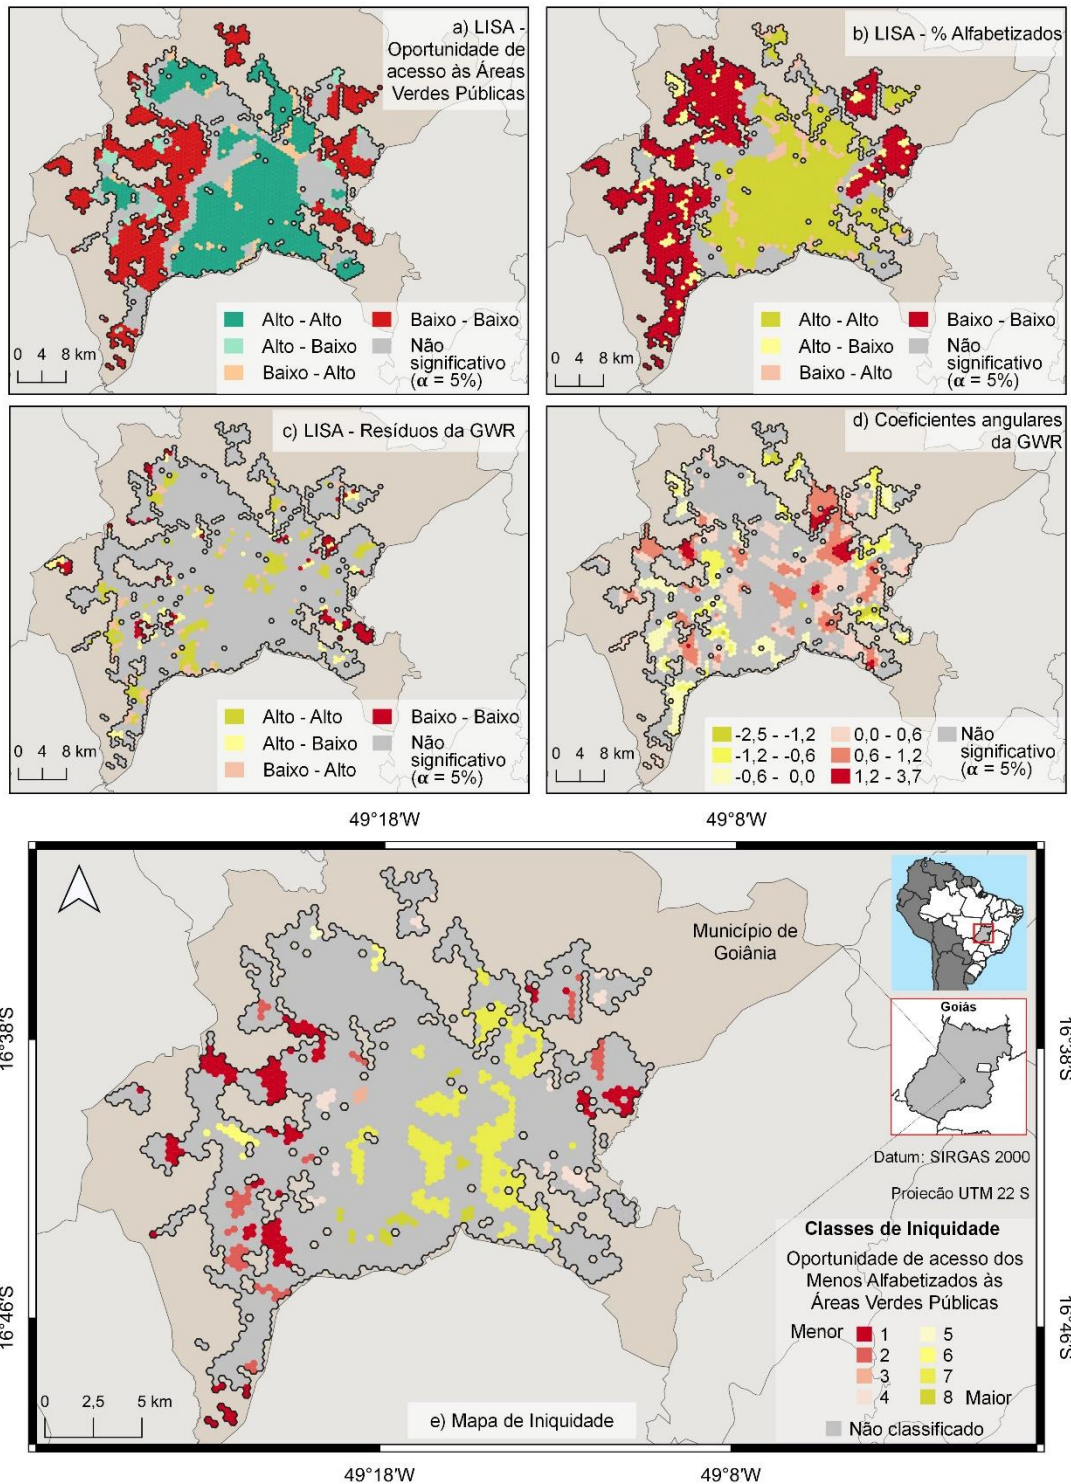 a) LISA -
Oportunidade de
acesso às Áreas
Verdes Públicas
Alto - Alto
Baixo - Baixo
Alto - Baixo
Não
significativo
(α = 5%)
Baixo - Alto
0 4 8 km
b) LISA - % Alfabetizados
Alto - Alto
Baixo - Baixo
Alto - Baixo
Não
significativo
(α = 5%)
Baixo - Alto
0 4 8 km
c) LISA - Resíduos da GWR
Alto - Alto
Baixo - Baixo
Alto - Baixo
Não
significativo
(α = 5%)
Baixo - Alto
0 4 8 km
d) Coeficientes angulares
da GWR
-2,5 - -1,2
0,0 - 0,6
Não
significativo
(α = 5%)
-1,2 - -0,6
0,6 - 1,2
-0,6 - 0,0
1,2 - 3,7
0 4 8 km
49°18'W
49°8'W
Município de
Goiânia
Goiás
16°38'S
16°38'S
Datum: SIRGAS 2000
Projecão UTM 22 S
Classes de Iniquidade
Oportunidade de acesso dos
Menos Alfabetizados às
Áreas Verdes Públicas
Menor
1
5
2
6
3
7
4
8 Maior
Não classificado
16°46'S
16°46'S
0 2,5 5 km
e) Mapa de Iniquidade
49°18'W
49°8'W